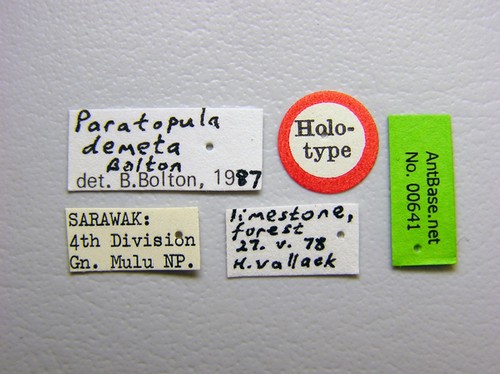 Paratopula
demeta
Bolton
det. B.Bolton, 1987
Holo-
type
AntBase.net
No. 00641
SARAWAK:
4th Division
Gn. Mulu NP.
limestone,
forest
27. v. 78
H. Vallack